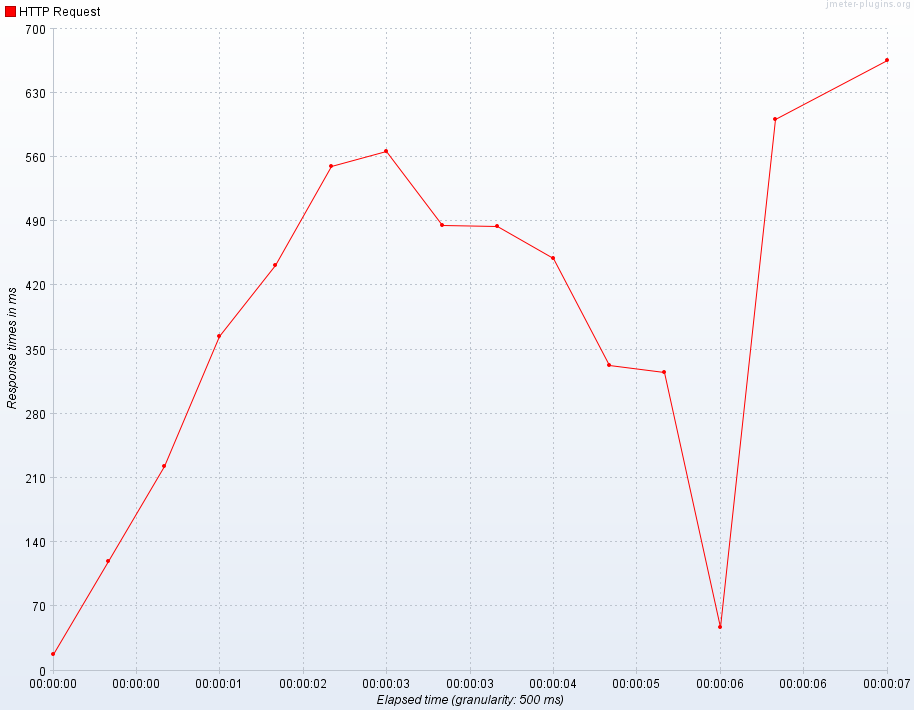 jmeter-plugins.org
HTTP Request
700
630
560
490
420
350
280
210
140
70
0
Response times in ms
00:00:00 00:00:00 00:00:01 00:00:02 00:00:03 00:00:03 00:00:04 00:00:05 00:00:06 00:00:06 00:00:07
Elapsed time (granularity: 500 ms)